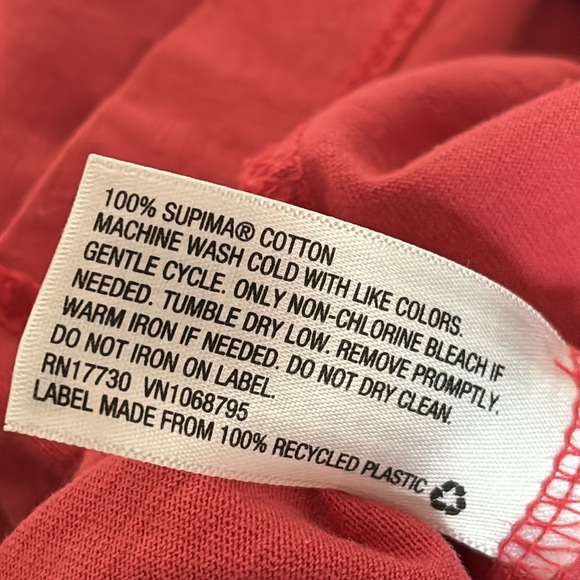 100% SUPIMA® COTTON
MACHINE WASH COLD WITH LIKE COLORS.
GENTLE CYCLE. ONLY NON-CHLORINE BLEACH IF
NEEDED. TUMBLE DRY LOW. REMOVE PROMPTLY.
WARM IRON IF NEEDED. DO NOT DRY CLEAN.
DO NOT IRON ON LABEL.
RN17730 VN1068795
LABEL MADE FROM 100% RECYCLED PLASTIC